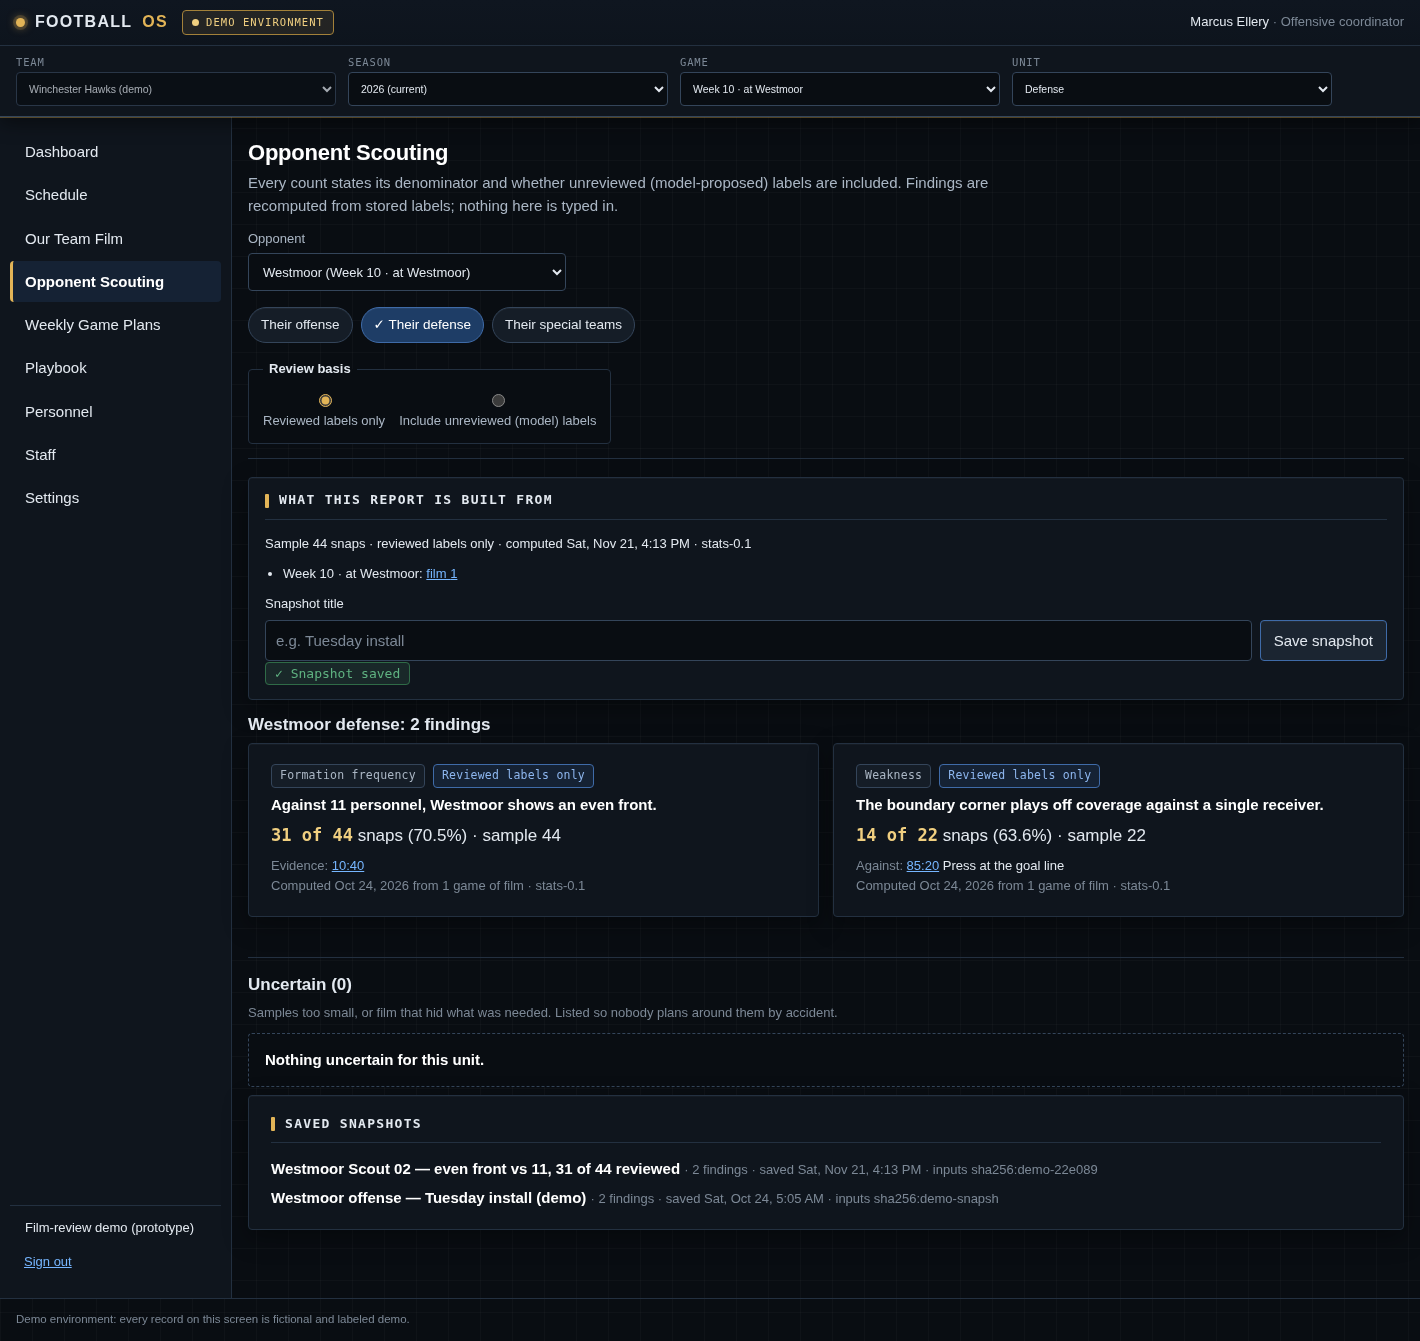 FOOTBALL OS
DEMO ENVIRONMENT
Marcus Ellery · Offensive coordinator
TEAM
Winchester Hawks (demo)
SEASON
2026 (current)
GAME
Week 10 · at Westmoor
UNIT
Defense
Dashboard
Schedule
Our Team Film
Opponent Scouting
Weekly Game Plans
Playbook
Personnel
Staff
Settings
Film-review demo (prototype)
Sign out
Opponent Scouting
Every count states its denominator and whether unreviewed (model-proposed) labels are included. Findings are
recomputed from stored labels; nothing here is typed in.
Opponent
Westmoor (Week 10 · at Westmoor)
Their offense
✓ Their defense
Their special teams
Review basis
Reviewed labels only
Include unreviewed (model) labels
WHAT THIS REPORT IS BUILT FROM
Sample 44 snaps · reviewed labels only · computed Sat, Nov 21, 4:13 PM · stats-0.1
• Week 10 · at Westmoor: film 1
Snapshot title
e.g. Tuesday install
Save snapshot
✓ Snapshot saved
Westmoor defense: 2 findings
Formation frequency
Reviewed labels only
Against 11 personnel, Westmoor shows an even front.
31 of 44 snaps (70.5%) · sample 44
Evidence: 10:40
Computed Oct 24, 2026 from 1 game of film · stats-0.1
Weakness
Reviewed labels only
The boundary corner plays off coverage against a single receiver.
14 of 22 snaps (63.6%) · sample 22
Against: 85:20 Press at the goal line
Computed Oct 24, 2026 from 1 game of film · stats-0.1
Uncertain (0)
Samples too small, or film that hid what was needed. Listed so nobody plans around them by accident.
Nothing uncertain for this unit.
SAVED SNAPSHOTS
Westmoor Scout 02 — even front vs 11, 31 of 44 reviewed · 2 findings · saved Sat, Nov 21, 4:13 PM · inputs sha256:demo-22e089
Westmoor offense — Tuesday install (demo) · 2 findings · saved Sat, Oct 24, 5:05 AM · inputs sha256:demo-snapsh
Demo environment: every record on this screen is fictional and labeled demo.